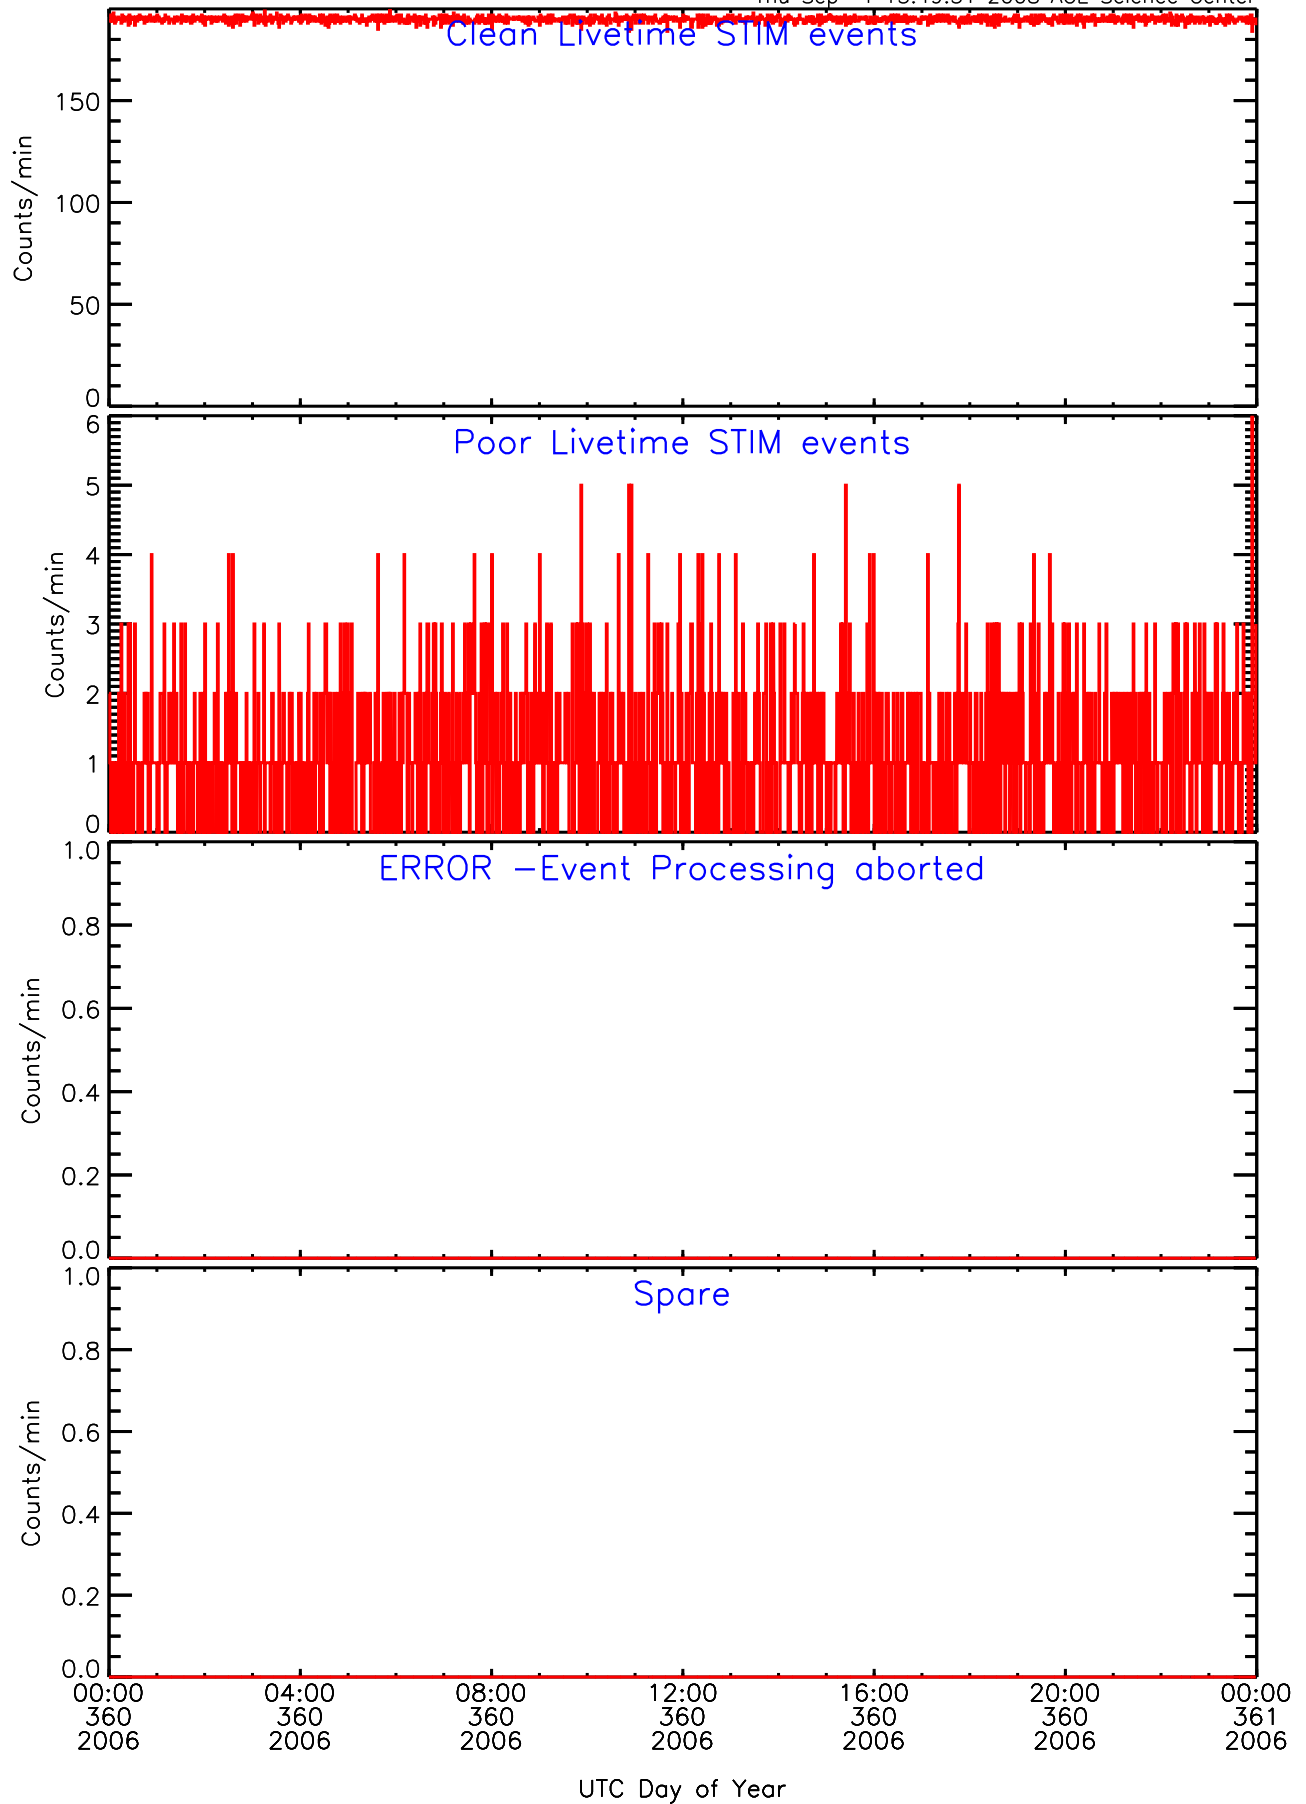 2008 ASC Science Center
Clean Livetime STIM events
150
100
50
0
Counts/min
Poor Livetime STIM events
6
5
4
3
2
1
0
Counts/min
ERROR –Event Processing aborted
1.0
0.8
0.6
0.4
0.2
0.0
Counts/min
Spare
1.0
0.8
0.6
0.4
0.2
0.0
Counts/min
00:00 04:00 08:00 12:00 16:00 20:00 00:00
360 360 360 360 360 360 361
2006 2006 2006 2006 2006 2006 2006
UTC Day of Year